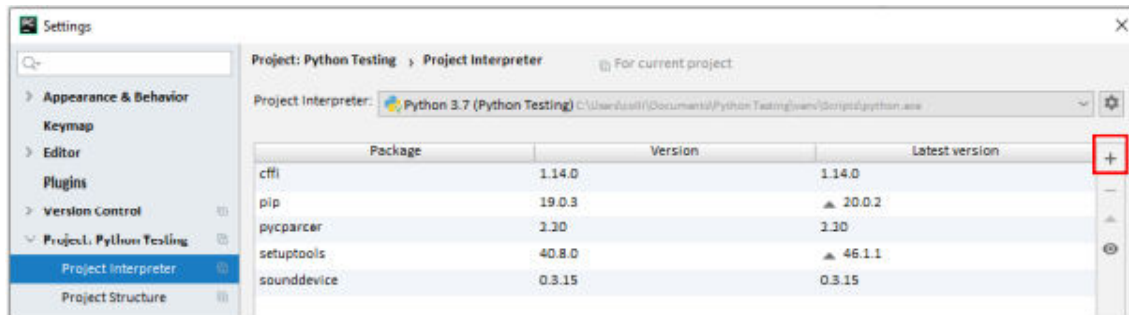 Settings
Project: Python Testing › Project Interpreter For current project
Appearance & Behavior
Keymap
Editor
Plugins
Version Control
Project: Python Testing
Project Interpreter
Project Structure
Project Interpreter: Python 3.7 (Python Testing)
Package Version Latest version
cffi 1.14.0 1.14.0
pip 19.0.3 20.0.2
pycparser 2.20 2.20
setuptools 40.8.0 46.1.1
sounddevice 0.3.15 0.3.15